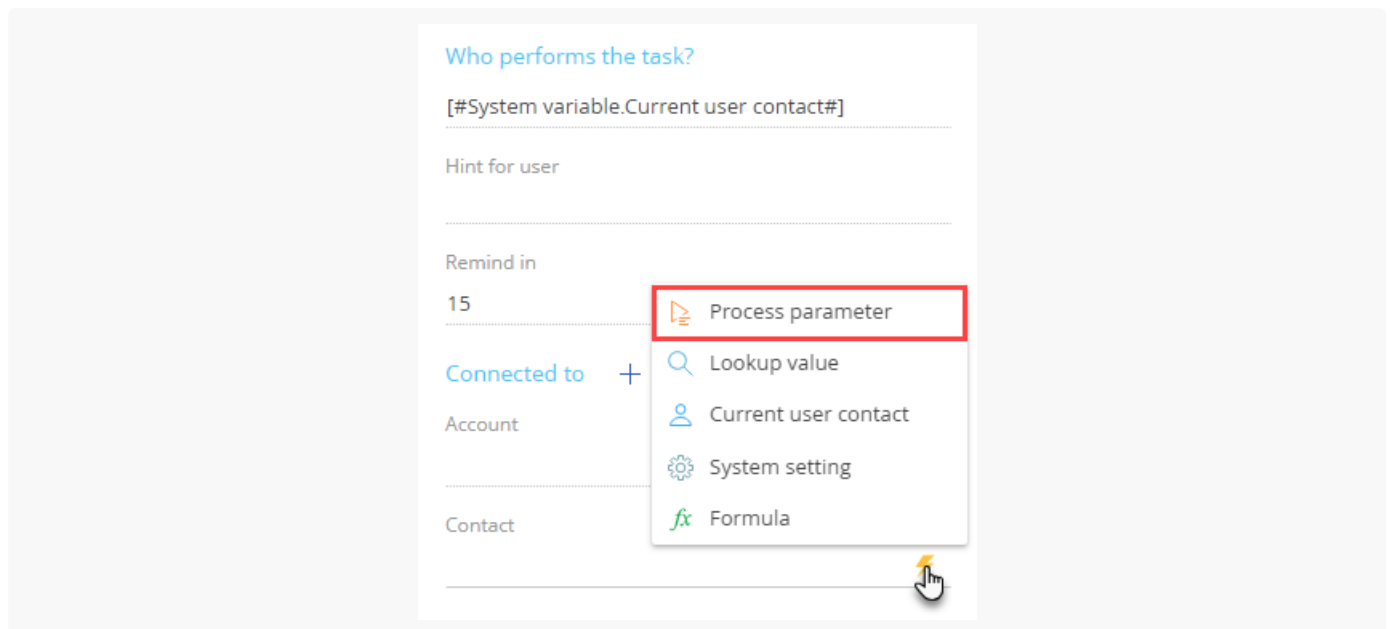 Who performs the task?
[#System variable.Current user contact#]
Hint for user
Remind in
15
Process parameter
Connected to +
Lookup value
Account
Current user contact
System setting
Contact
fx Formula